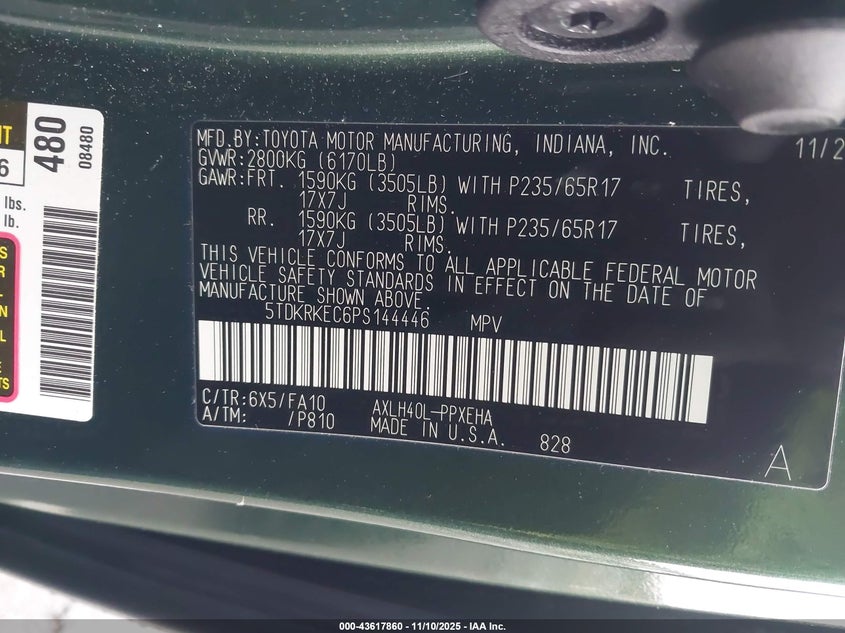 MFD.BY:TOYOTA MOTOR MANUFACTURING, INDIANA, INC. 11/2
GVWR:2800KG (6170LB)
GAWR:FRT. 1590KG (3505LB) WITH P235/65R17 TIRES,
17X7J RIMS.
RR. 1590KG (3505LB) WITH P235/65R17 TIRES,
17X7J RIMS.
THIS VEHICLE CONFORMS TO ALL APPLICABLE FEDERAL MOTOR
VEHICLE SAFETY STANDARDS IN EFFECT ON THE DATE OF
MANUFACTURE SHOWN ABOVE.
5TDKRKEC6PS144446 MPV
C/TR:6X5/FA10 AXLH40L-PPXEHA
A/TM: /P810 MADE IN U.S.A. 828
A
NT
6
lbs.
lb.
480
08480
S
R
L
N
L
E
TS
000-43617860 - 11/10/2025 - IAA Inc.